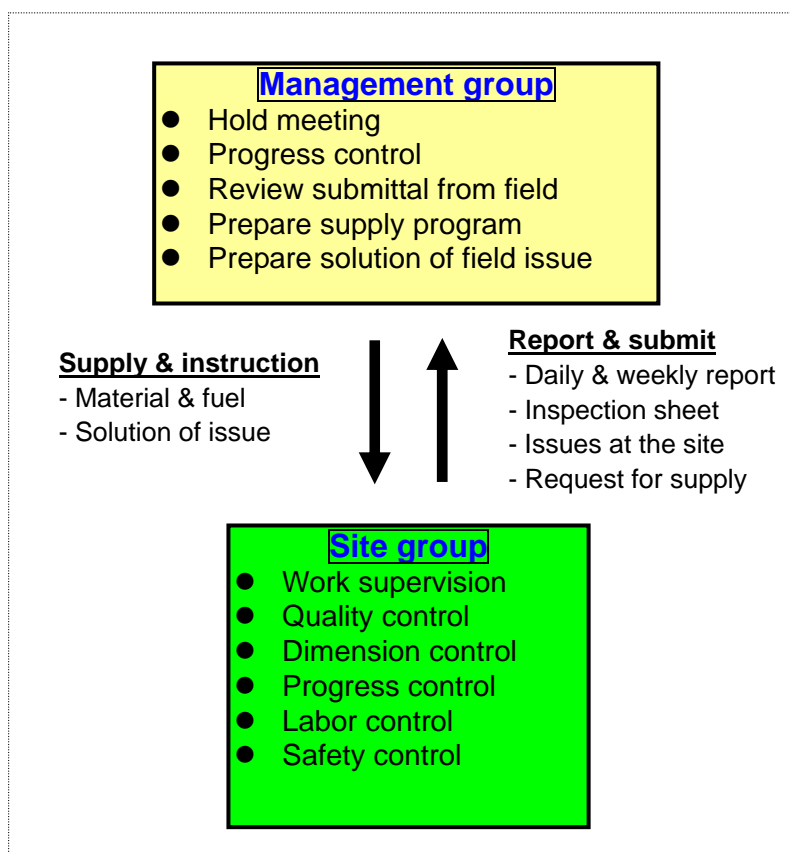 Management group
● Hold meeting
● Progress control
● Review submittal from field
● Prepare supply program
● Prepare solution of field issue
Supply & instruction
- Material & fuel
- Solution of issue
Report & submit
- Daily & weekly report
- Inspection sheet
- Issues at the site
- Request for supply
Site group
● Work supervision
● Quality control
● Dimension control
● Progress control
● Labor control
● Safety control